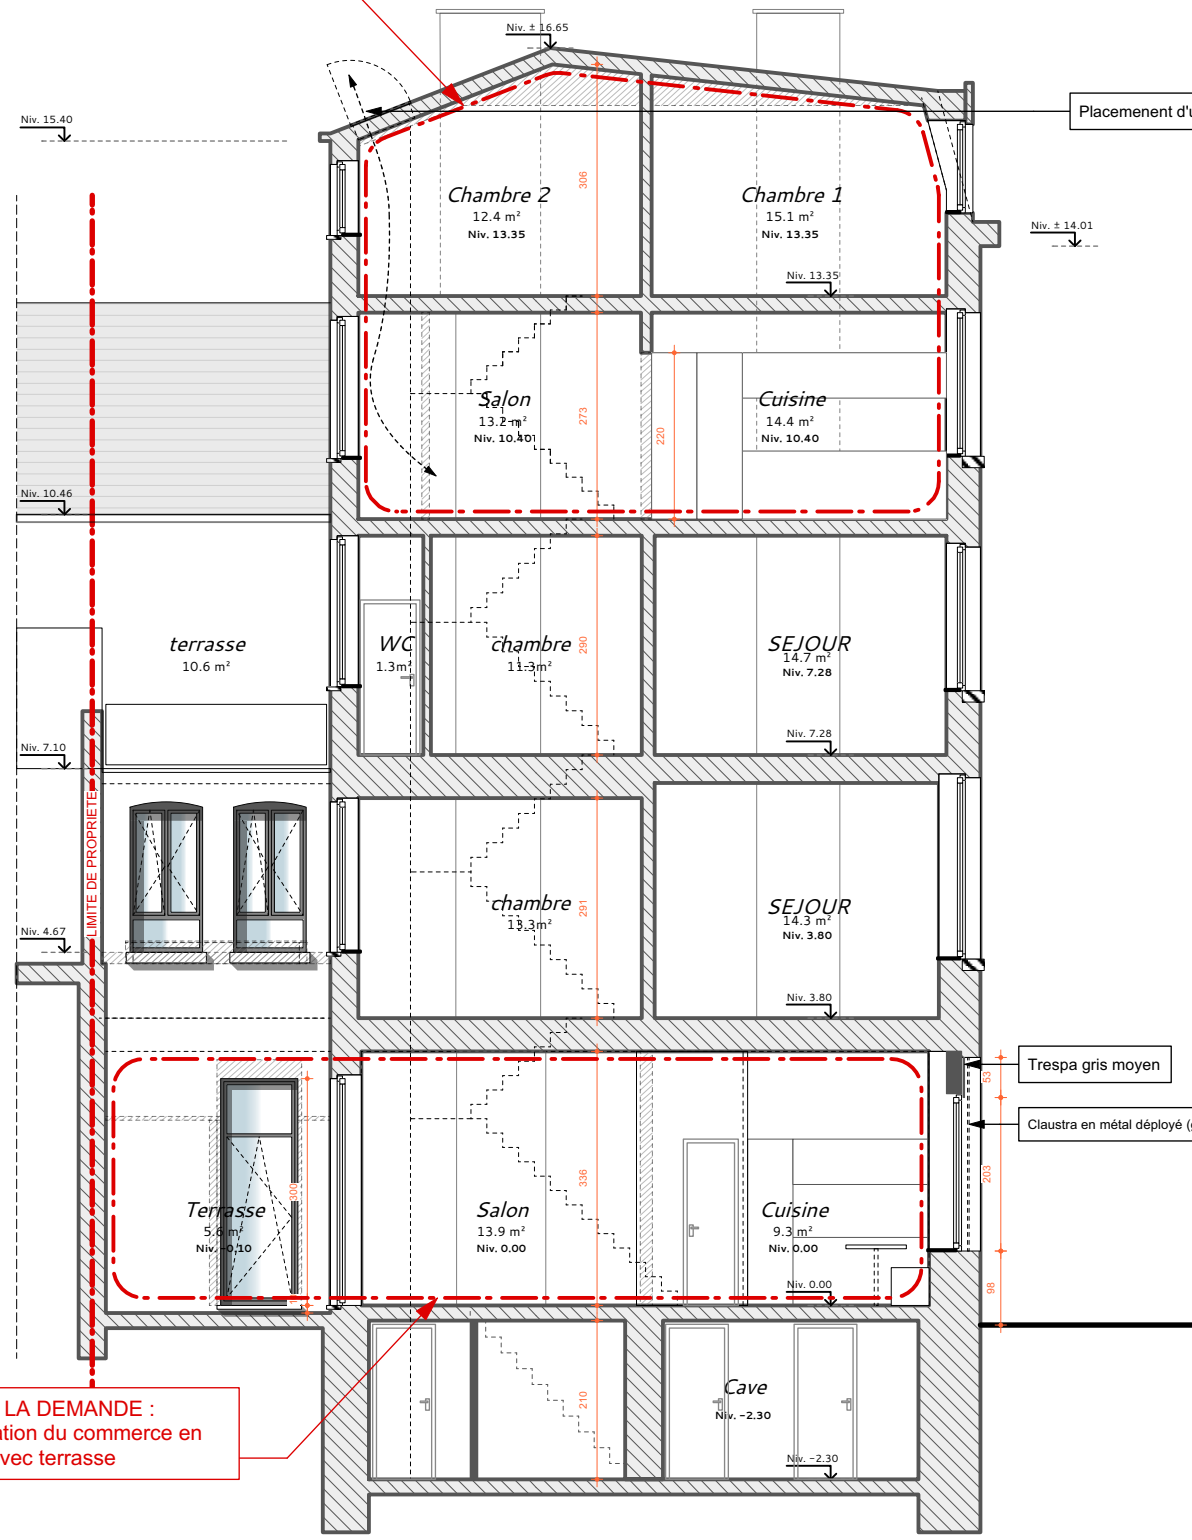 Niv. ± 16.65
Niv. 15.40
Placemenent d'u
306
Chambre 2
12.4 m²
Niv. 13.35
Chambre 1
15.1 m²
Niv. 13.35
Niv. ± 14.01
Niv. 13.35
Salon
13.2 m²
Niv. 10.40
273
220
Cuisine
14.4 m²
Niv. 10.40
Niv. 10.46
terrasse
10.6 m²
WC
1.3m²
chambre
11.3m²
290
SEJOUR
14.7 m²
Niv. 7.28
Niv. 7.28
Niv. 7.10
LIMITE DE PROPRIETE
chambre
13.3m²
291
SEJOUR
14.3 m²
Niv. 3.80
Niv. 4.67
Niv. 3.80
53
Trespa gris moyen
Claustra en métal déployé (g
203
300
336
Terrasse
5.6 m²
Niv. -0.10
Salon
13.9 m²
Niv. 0.00
Cuisine
9.3 m²
Niv. 0.00
Niv. 0.00
98
LA DEMANDE :
ation du commerce en
vec terrasse
210
Cave
Niv. -2.30
Niv. -2.30